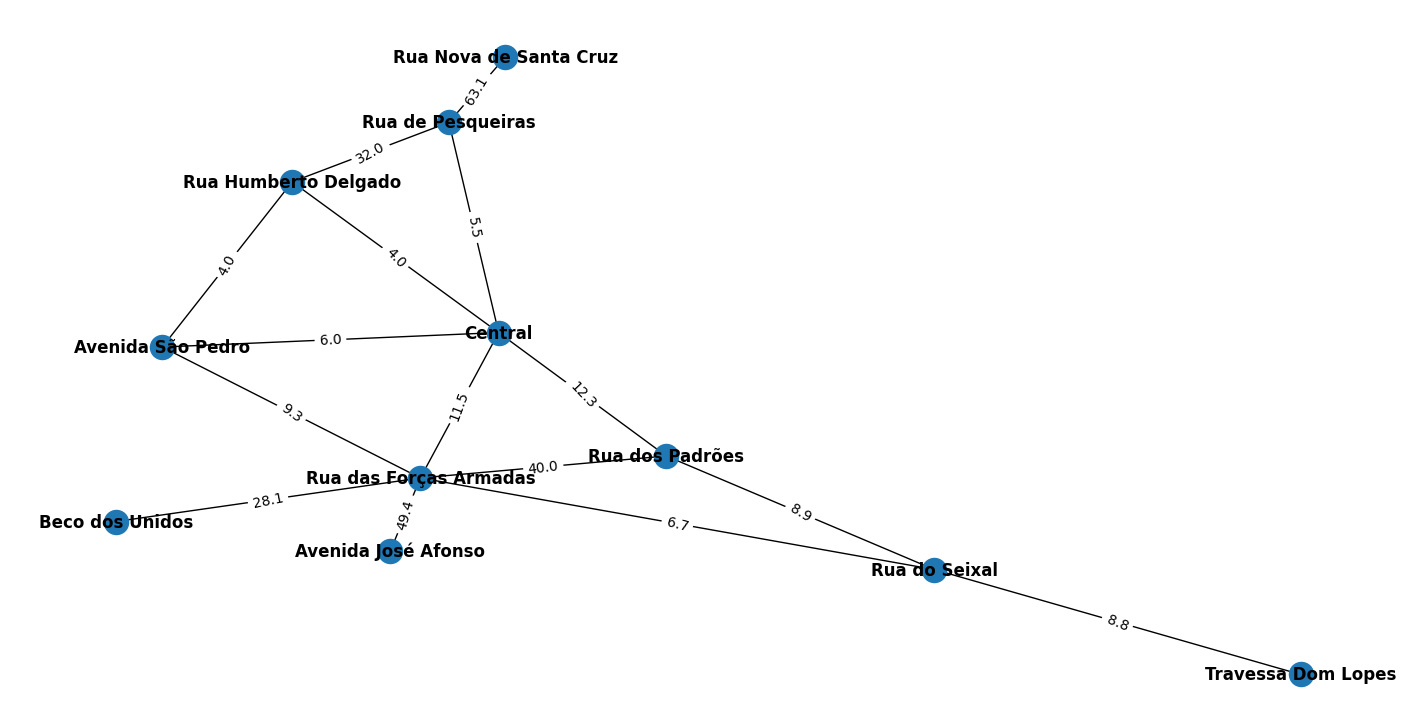 Rua Nova de Santa Cruz
63.1
Rua de Pesqueiras
32.0
Rua Humberto Delgado
5.5
4.0
4.0
Central
6.0
Avenida São Pedro
12.3
11.5
9.3
Rua dos Padrões
40.0
Rua das Forças Armadas
28.1
8.9
49.4
6.7
Beco dos Unidos
Avenida José Afonso
Rua do Seixal
8.8
Travessa Dom Lopes